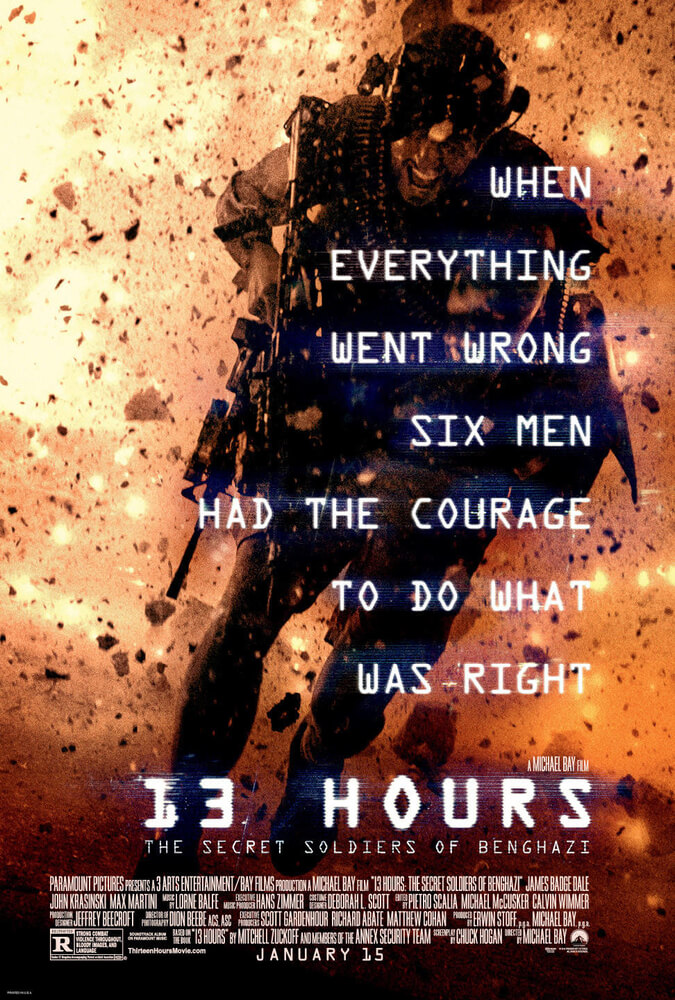 WHEN
EVERYTHING
WENT WRONG
SIX MEN
HAD THE COURAGE
TO DO WHAT
WAS RIGHT
A MICHAEL BAY FILM
13 HOURS
THE SECRET SOLDIERS OF BENGHAZI
PARAMOUNT PICTURES PRESENTS A 3 ARTS ENTERTAINMENT/BAY FILMS PRODUCTION A MICHAEL BAY FILM "13 HOURS: THE SECRET SOLDIERS OF BENGHAZI" JAMES BADGE DALE
JOHN KRASINSKI MAX MARTINI MUSIC BY LORNE BALFE EXECUTIVE MUSIC PRODUCER HANS ZIMMER COSTUME DESIGNER DEBORAH L. SCOTT EDITED BY PIETRO SCALIA MICHAEL McCUSKER CALVIN WIMMER
PRODUCTION DESIGNER JEFFREY BEECROFT DIRECTOR OF PHOTOGRAPHY DION BEEBE ACS, ASC EXECUTIVE PRODUCERS SCOTT GARDENHOUR RICHARD ABATE MATTHEW COHAN PRODUCED BY ERWIN STOFF, p.g.a. MICHAEL BAY, p.g.a.
R STRONG COMBAT VIOLENCE THROUGHOUT, BLOODY IMAGES, AND LANGUAGE
SOUNDTRACK ALBUM ON PARAMOUNT MUSIC
BASED ON THE BOOK "13 HOURS" BY MITCHELL ZUCKOFF AND MEMBERS OF THE ANNEX SECURITY TEAM SCREENPLAY BY CHUCK HOGAN DIRECTED BY MICHAEL BAY
ThirteenHoursMovie.com
JANUARY 15